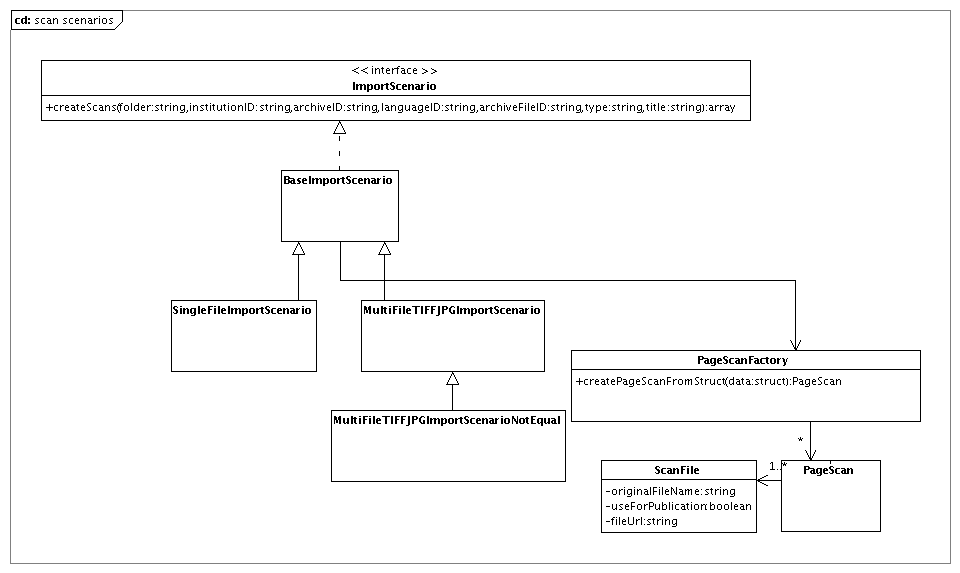 cd: scan scenarios
<< interface >>
ImportScenario
+createScans(folder:string,institutionID:string,archiveID:string,languageID:string,archiveFileID:string,type:string,title:string):array
BaseImportScenario
SingleFileImportScenario
MultiFileTIFFJPGImportScenario
PageScanFactory
+createPageScanFromStruct(data:struct):PageScan
MultiFileTIFFJPGImportScenarioNotEqual
*
1..*
ScanFile
PageScan
-originalFileName:string
-useForPublication:boolean
-fileUrl:string